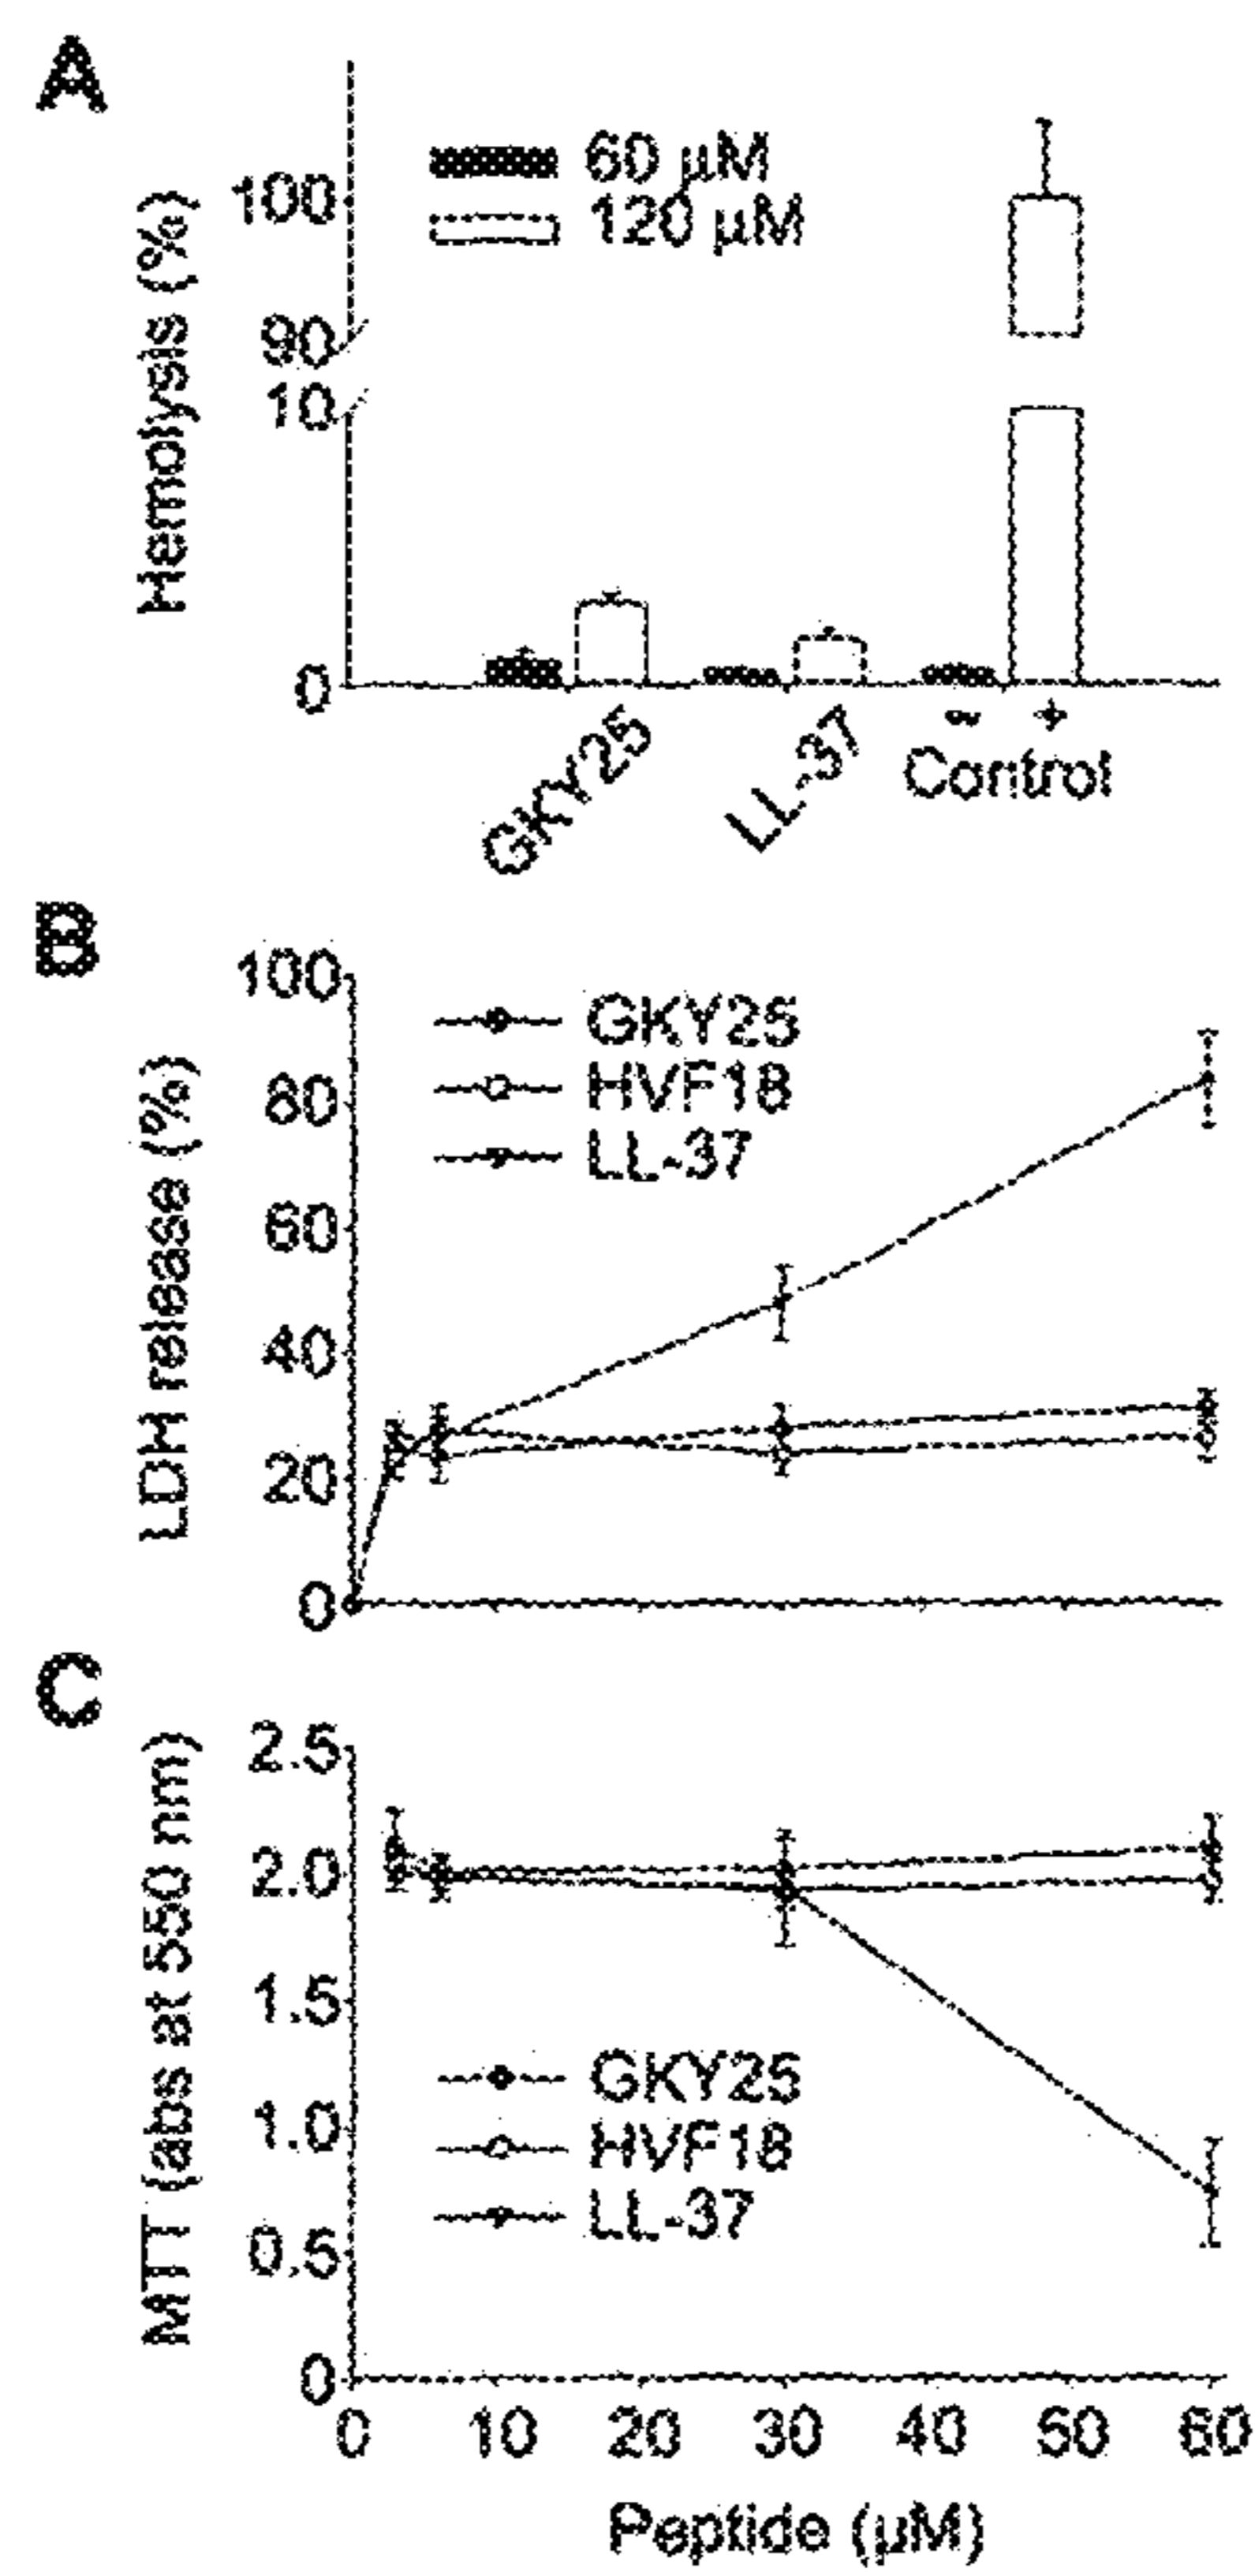 A
Hemolysis (%)
100
90
10
0
60 µM
120 µM
GKY25
LL-37
- +
Control
B
LDH release (%)
100
80
60
40
20
0
GKY25
HVF18
LL-37
C
MTT (abs at 550 nm)
2.5
2.0
1.5
1.0
0.5
0
GKY25
HVF18
LL-37
0 10 20 30 40 50 60
Peptide (µM)